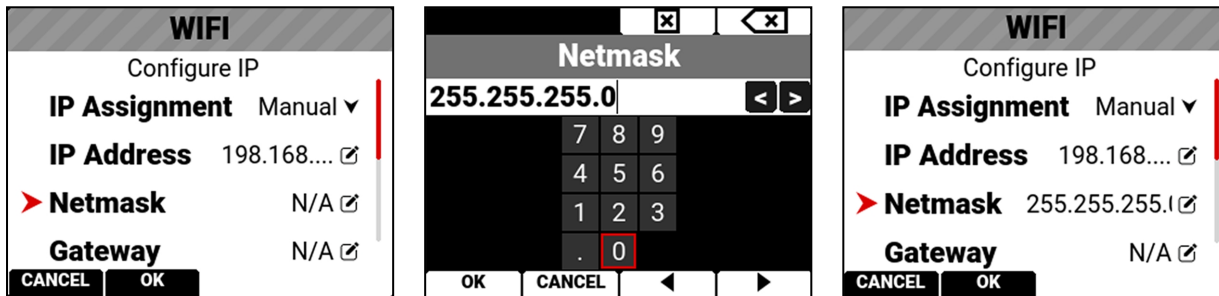 WIFI
Configure IP
IP Assignment Manual
IP Address 198.168....
Netmask N/A
Gateway N/A
CANCEL OK
Netmask
255.255.255.0 < >
7 8 9
4 5 6
1 2 3
. 0
OK CANCEL
WIFI
Configure IP
IP Assignment Manual
IP Address 198.168....
Netmask 255.255.255.
Gateway N/A
CANCEL OK